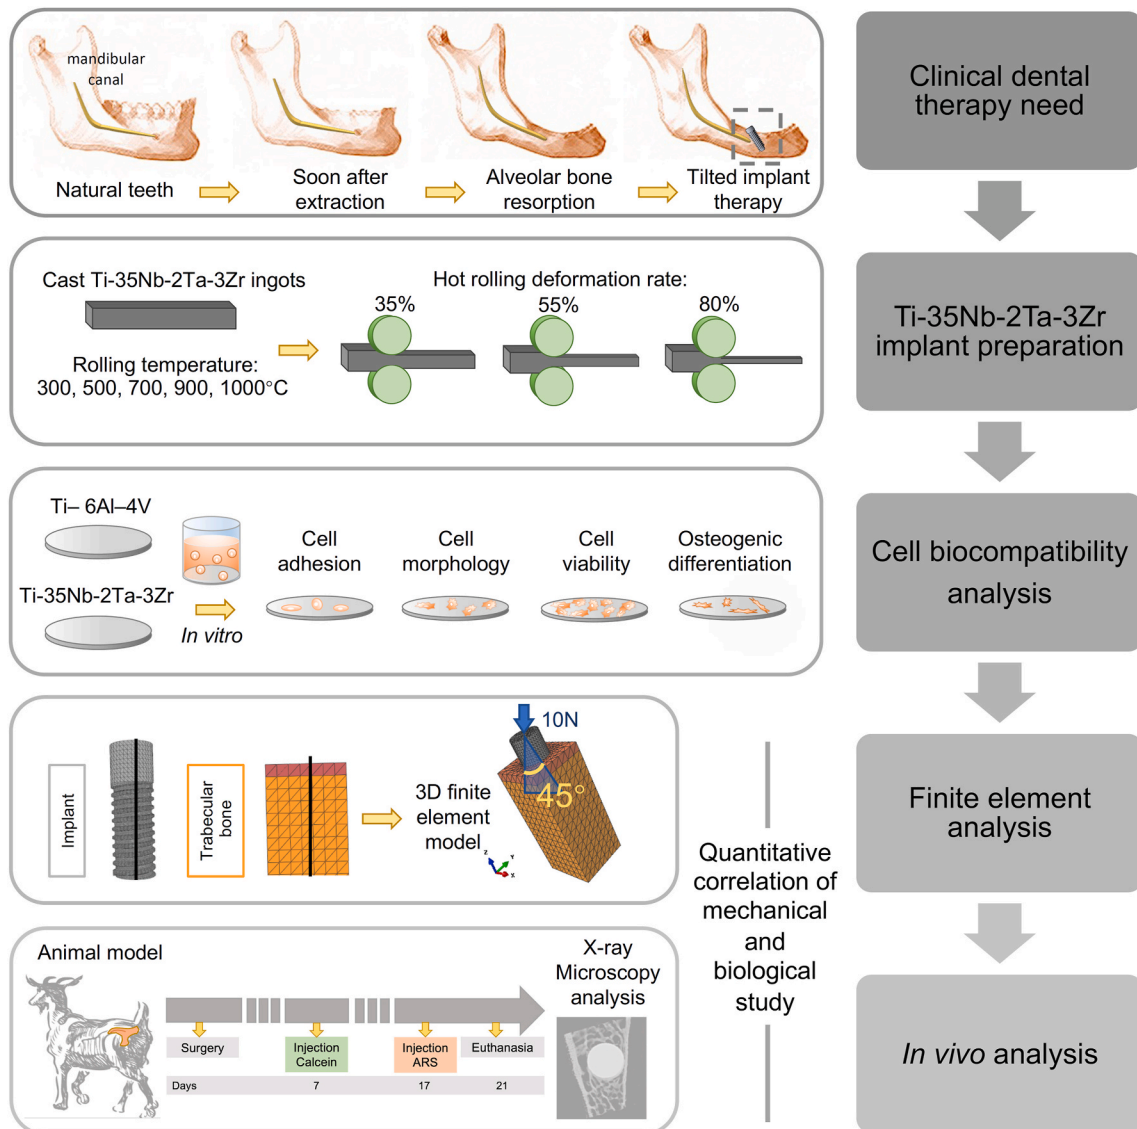 mandibular
canal
Natural teeth
Soon after
extraction
Alveolar bone
resorption
Tilted implant
therapy
Clinical dental
therapy need
Cast Ti-35Nb-2Ta-3Zr ingots
Rolling temperature:
300, 500, 700, 900, 1000°C
Hot rolling deformation rate:
35%
55%
80%
Ti-35Nb-2Ta-3Zr
implant preparation
Ti– 6Al–4V
Ti-35Nb-2Ta-3Zr
In vitro
Cell
adhesion
Cell
morphology
Cell
viability
Osteogenic
differentiation
Cell biocompatibility
analysis
Implant
Trabecular
bone
3D finite
element
model
10N
45°
Z
Y
X
Finite element
analysis
Quantitative
correlation of
mechanical
and
biological
study
Animal model
Surgery
Injection
Calcein
Injection
ARS
Euthanasia
Days
7
17
21
X-ray
Microscopy
analysis
In vivo analysis